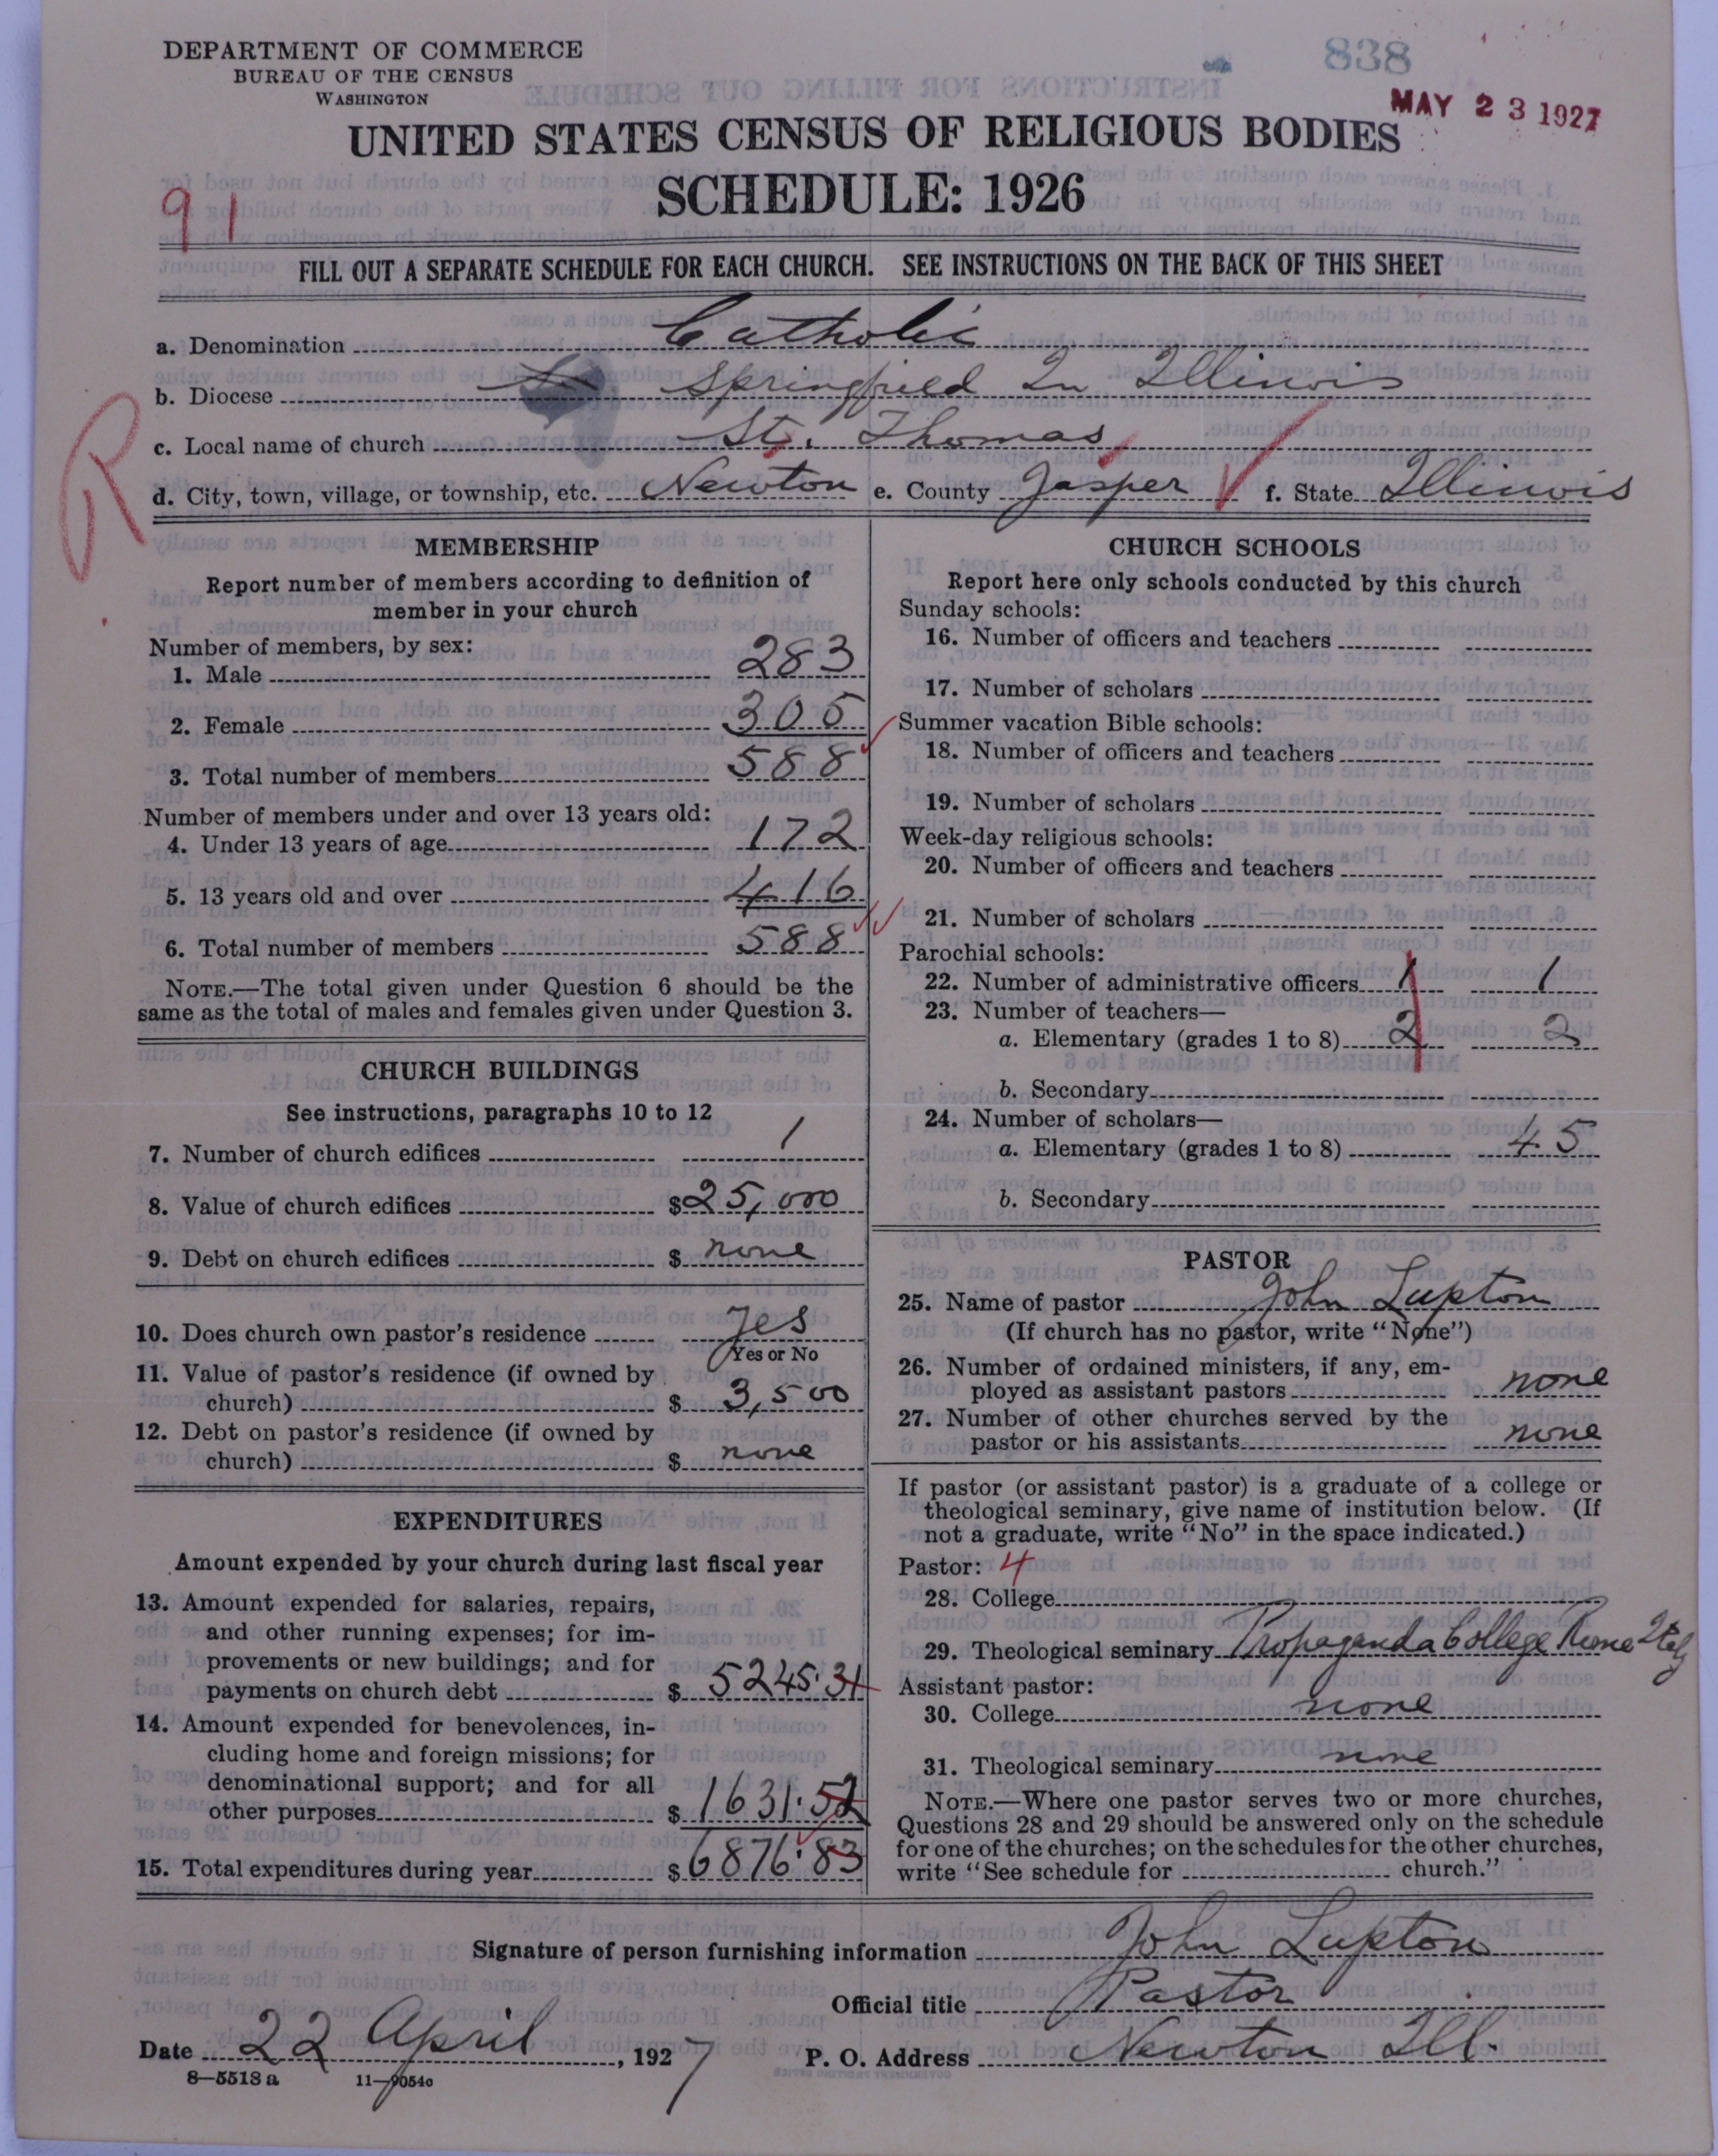 DEPARTMENT OF COMMERCE
BUREAU OF THE CENSUS
WASHINGTON
838
MAY 23 1927
UNITED STATES CENSUS OF RELIGIOUS BODIES
SCHEDULE: 1926
91
FILL OUT A SEPARATE SCHEDULE FOR EACH CHURCH. SEE INSTRUCTIONS ON THE BACK OF THIS SHEET
a. Denomination Catholic
b. Diocese Springfield In Illinois
c. Local name of church St. Thomas
d. City, town, village, or township, etc. Newton e. County Jasper f. State Illinois
R
MEMBERSHIP
Report number of members according to definition of
member in your church
Number of members, by sex:
1. Male 283
2. Female 305
3. Total number of members 588
Number of members under and over 13 years old:
4. Under 13 years of age 172
5. 13 years old and over 416
6. Total number of members 588
NOTE.—The total given under Question 6 should be the
same as the total of males and females given under Question 3.
CHURCH BUILDINGS
See instructions, paragraphs 10 to 12
7. Number of church edifices 1
8. Value of church edifices $25,000
9. Debt on church edifices $ none
10. Does church own pastor's residence Yes
Yes or No
11. Value of pastor's residence (if owned by
church) $ 3,500
12. Debt on pastor's residence (if owned by
church) $ none
EXPENDITURES
Amount expended by your church during last fiscal year
13. Amount expended for salaries, repairs,
and other running expenses; for im-
provements or new buildings; and for
payments on church debt $ 5245.31
14. Amount expended for benevolences, in-
cluding home and foreign missions; for
denominational support; and for all
other purposes $ 1631.52
15. Total expenditures during year $ 6876.83
CHURCH SCHOOLS
Report here only schools conducted by this church
Sunday schools:
16. Number of officers and teachers
17. Number of scholars
Summer vacation Bible schools:
18. Number of officers and teachers
19. Number of scholars
Week-day religious schools:
20. Number of officers and teachers
21. Number of scholars
Parochial schools:
22. Number of administrative officers 1 1
23. Number of teachers—
a. Elementary (grades 1 to 8) 2 2
b. Secondary
24. Number of scholars—
a. Elementary (grades 1 to 8) 45
b. Secondary
PASTOR
25. Name of pastor John Lupton
(If church has no pastor, write "None")
26. Number of ordained ministers, if any, em-
ployed as assistant pastors none
27. Number of other churches served by the
pastor or his assistants none
If pastor (or assistant pastor) is a graduate of a college or
theological seminary, give name of institution below. (If
not a graduate, write "No" in the space indicated.)
Pastor: 4
28. College
29. Theological seminary Propaganda College Rome Italy
Assistant pastor:
30. College none
31. Theological seminary none
NOTE.—Where one pastor serves two or more churches,
Questions 28 and 29 should be answered only on the schedule
for one of the churches; on the schedules for the other churches,
write "See schedule for church."
Signature of person furnishing information John Lupton
Official title Pastor
Date 22 April, 1927 P. O. Address Newton Ill.
8—5518a 11—9054o